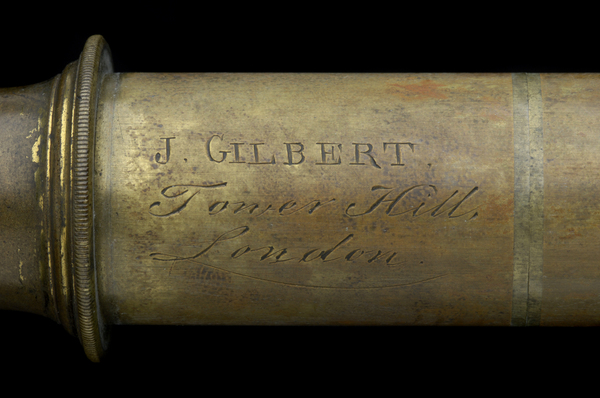 J. GILBERT.
Tower Hill,
London.